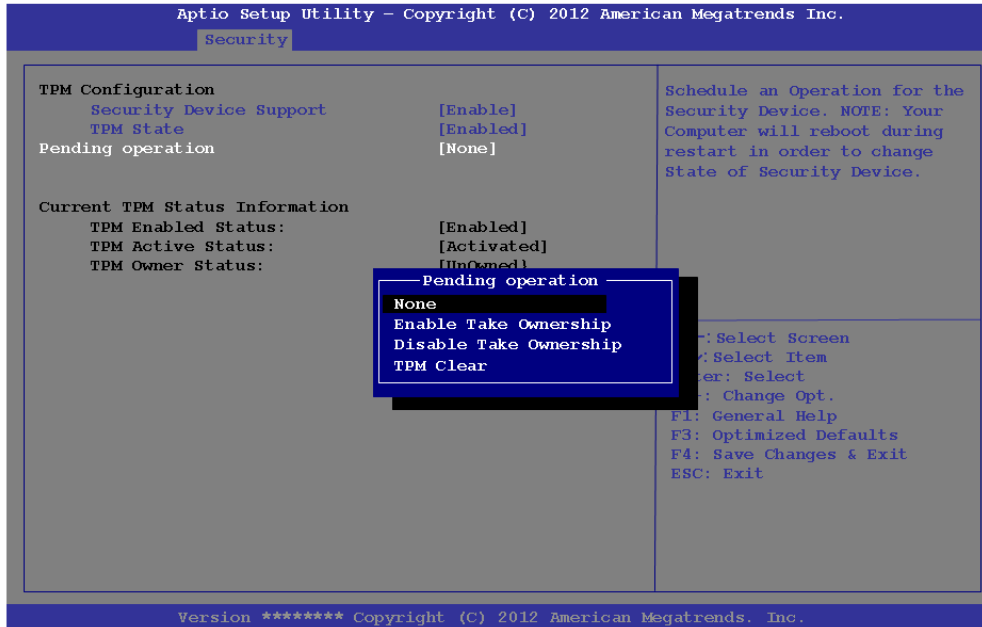 Aptio Setup Utility – Copyright (C) 2012 American Megatrends Inc.
Security
TPM Configuration
Security Device Support [Enable]
TPM State [Enabled]
Pending operation [None]
Current TPM Status Information
TPM Enabled Status: [Enabled]
TPM Active Status: [Activated]
TPM Owner Status: [UnOwned]
Pending operation
None
Enable Take Ownership
Disable Take Ownership
TPM Clear
Schedule an Operation for the
Security Device. NOTE: Your
Computer will reboot during
restart in order to change
State of Security Device.
: Select Screen
: Select Item
er: Select
: Change Opt.
F1: General Help
F3: Optimized Defaults
F4: Save Changes & Exit
ESC: Exit
Version ******** Copyright (C) 2012 American Megatrends. Inc.